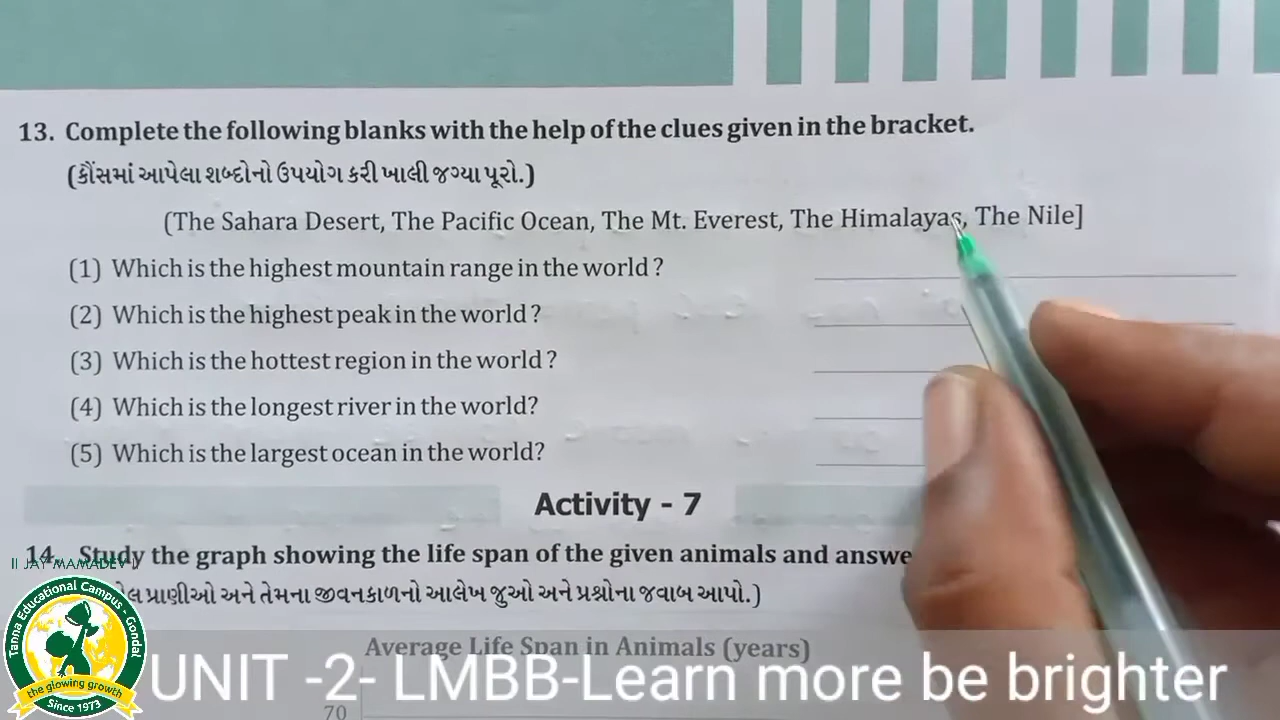 13. Complete the following blanks with the help of the clues given in the bracket.
(કૌંસમાં આપેલા શબ્દોનો ઉપયોગ કરી ખાલી જગ્યા પૂરો.)
(The Sahara Desert, The Pacific Ocean, The Mt. Everest, The Himalayas, The Nile]
(1) Which is the highest mountain range in the world ?
(2) Which is the highest peak in the world ?
(3) Which is the hottest region in the world ?
(4) Which is the longest river in the world?
(5) Which is the largest ocean in the world?
Activity - 7
14. Study the graph showing the life span of the given animals and answe
II JAY MAMADEV
પ્રાણીઓ અને તેમના જીવનકાળનો આલેખ જુઓ અને પ્રશ્નોના જવાબ આપો.)
Average Life Span in Animals (years)
70
Tanna Educational Campus - Gondal
the glowing growth
Since 1973
UNIT -2- LMBB-Learn more be brighter